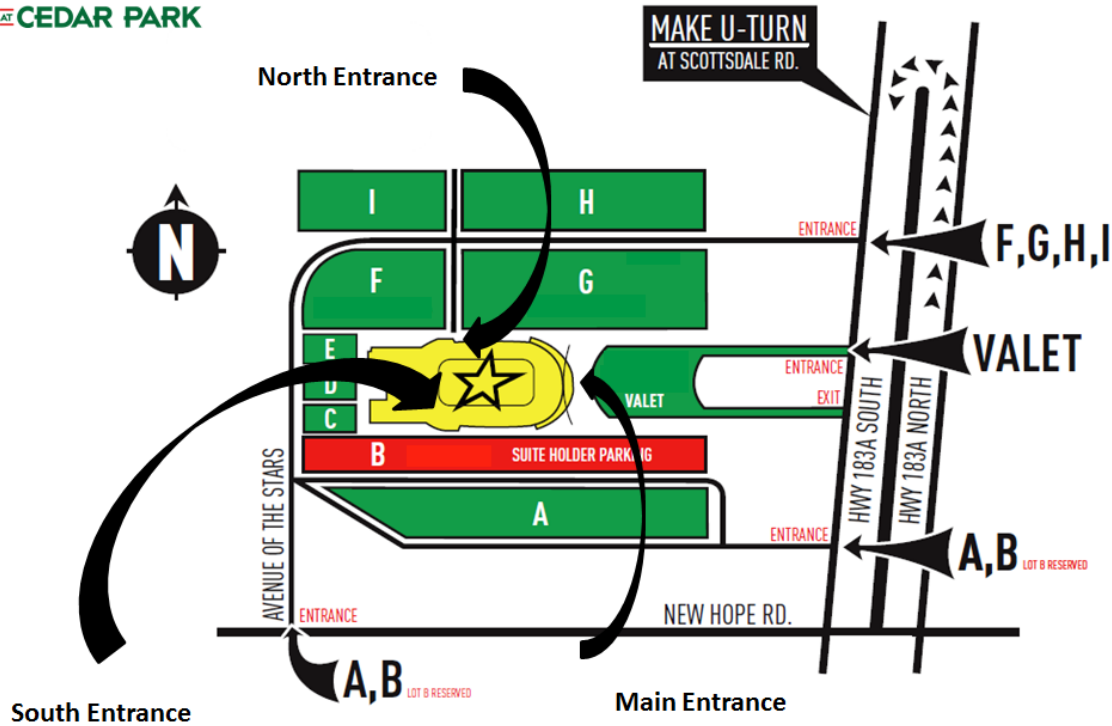 AT CEDAR PARK
MAKE U-TURN
AT SCOTTSDALE RD.
North Entrance
N
I
H
ENTRANCE
F,G,H,I
F
G
E
D
C
ENTRANCE
VALET
EXIT
VALET
B
SUITE HOLDER PARKING
A
HWY 183A SOUTH
HWY 183A NORTH
ENTRANCE
A,B LOT B RESERVED
AVENUE OF THE STARS
ENTRANCE
NEW HOPE RD.
A,B LOT B RESERVED
South Entrance
Main Entrance